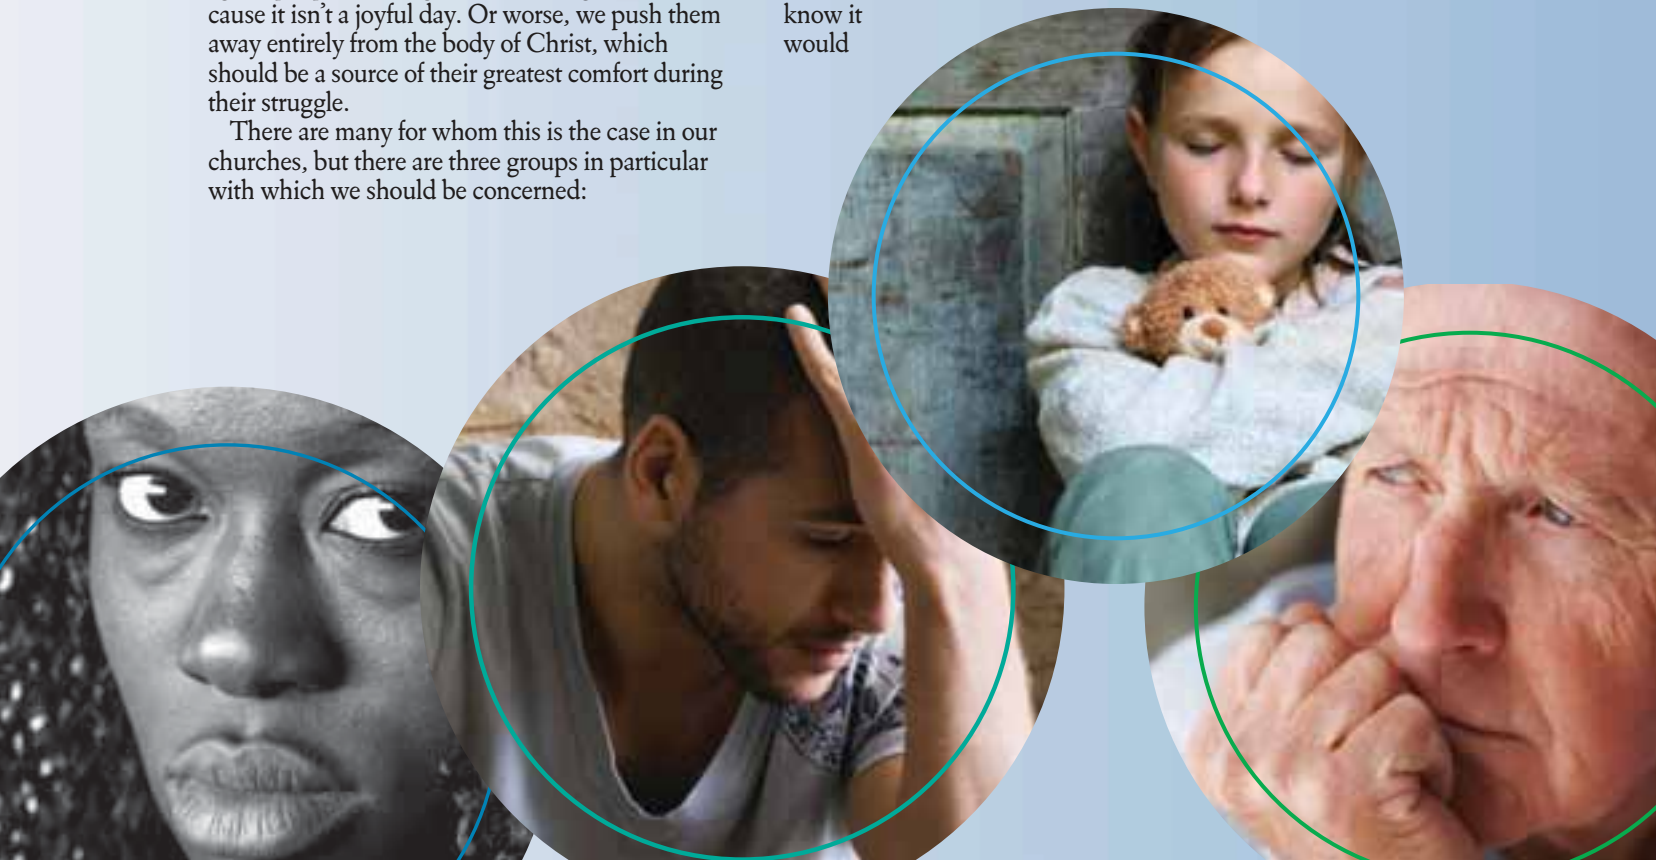 cause it isn’t a joyful day. Or worse, we push them
away entirely from the body of Christ, which
should be a source of their greatest comfort during
their struggle.
There are many for whom this is the case in our
churches, but there are three groups in particular
with which we should be concerned:
know it
would